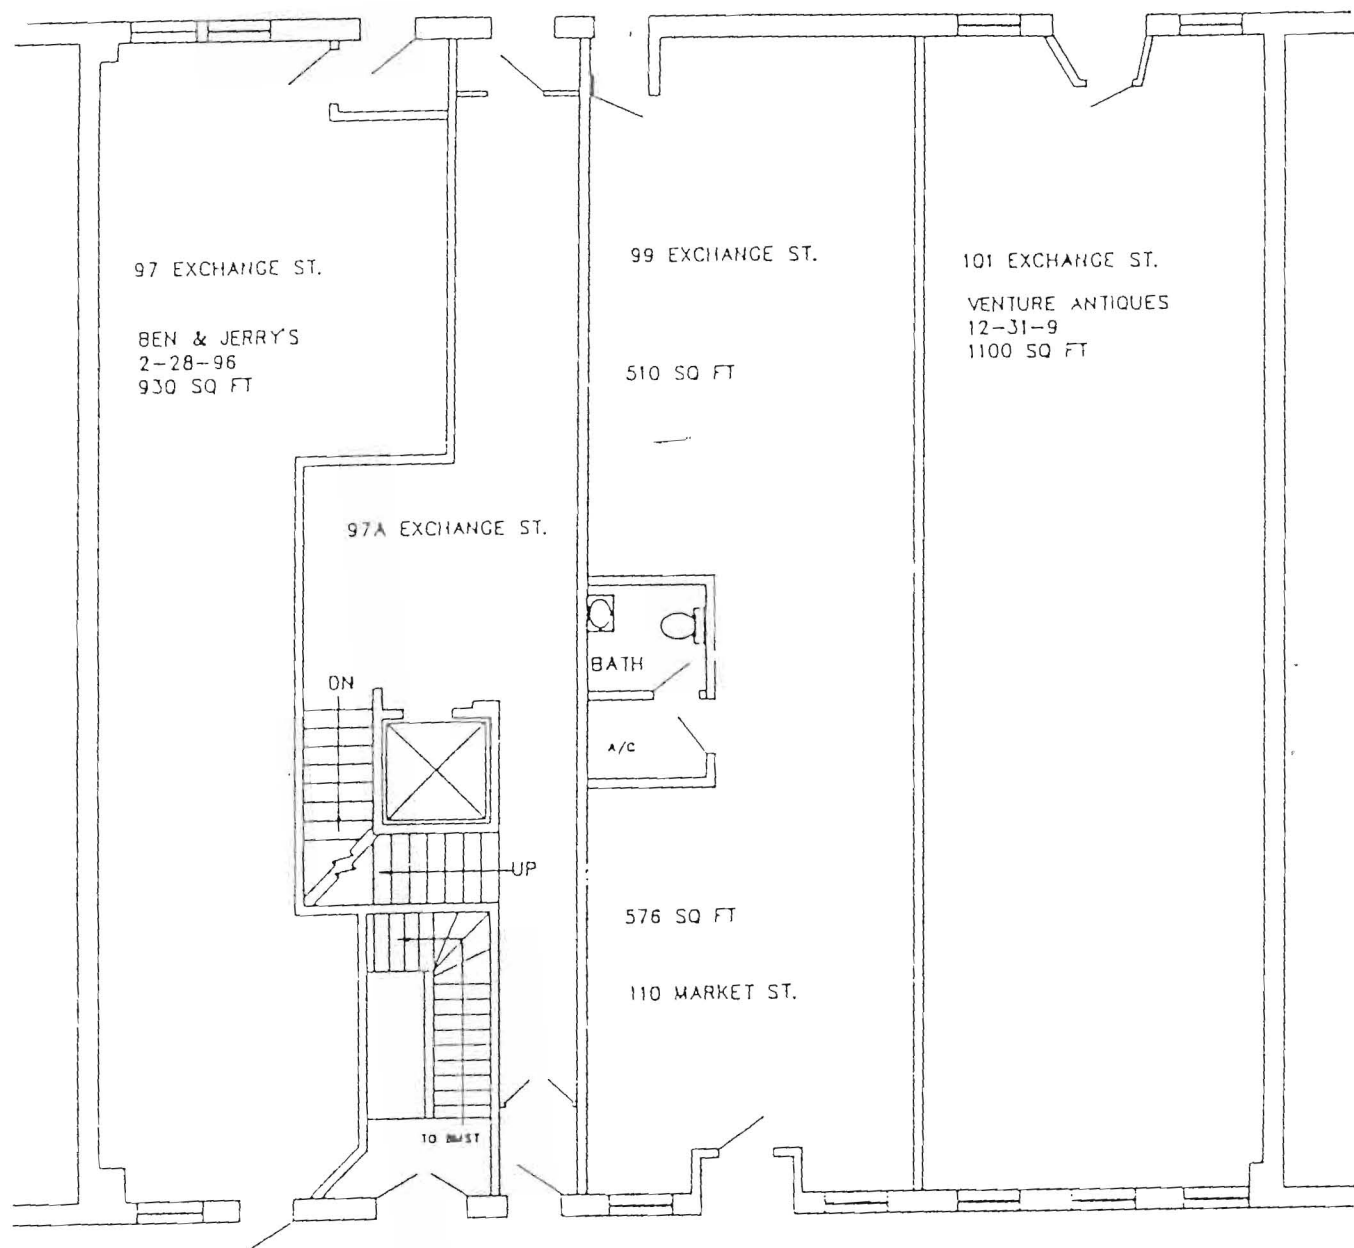 97 EXCHANGE ST.
BEN & JERRY'S
2-28-96
930 SQ FT
99 EXCHANGE ST.
510 SQ FT
101 EXCHANGE ST.
VENTURE ANTIQUES
12-31-9
1100 SQ FT
97A EXCHANGE ST.
BATH
DN
A/C
UP
576 SQ FT
110 MARKET ST.
TO BMST